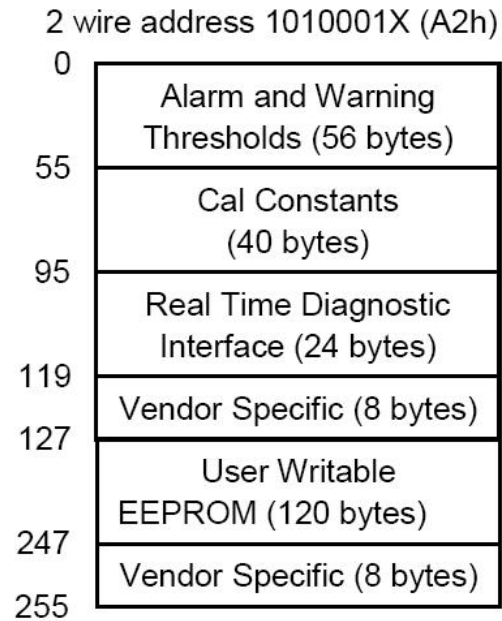 2 wire address 1010001X (A2h)
0
Alarm and Warning
Thresholds (56 bytes)
55
Cal Constants
(40 bytes)
95
Real Time Diagnostic
Interface (24 bytes)
119
Vendor Specific (8 bytes)
127
User Writable
EEPROM (120 bytes)
247
Vendor Specific (8 bytes)
255